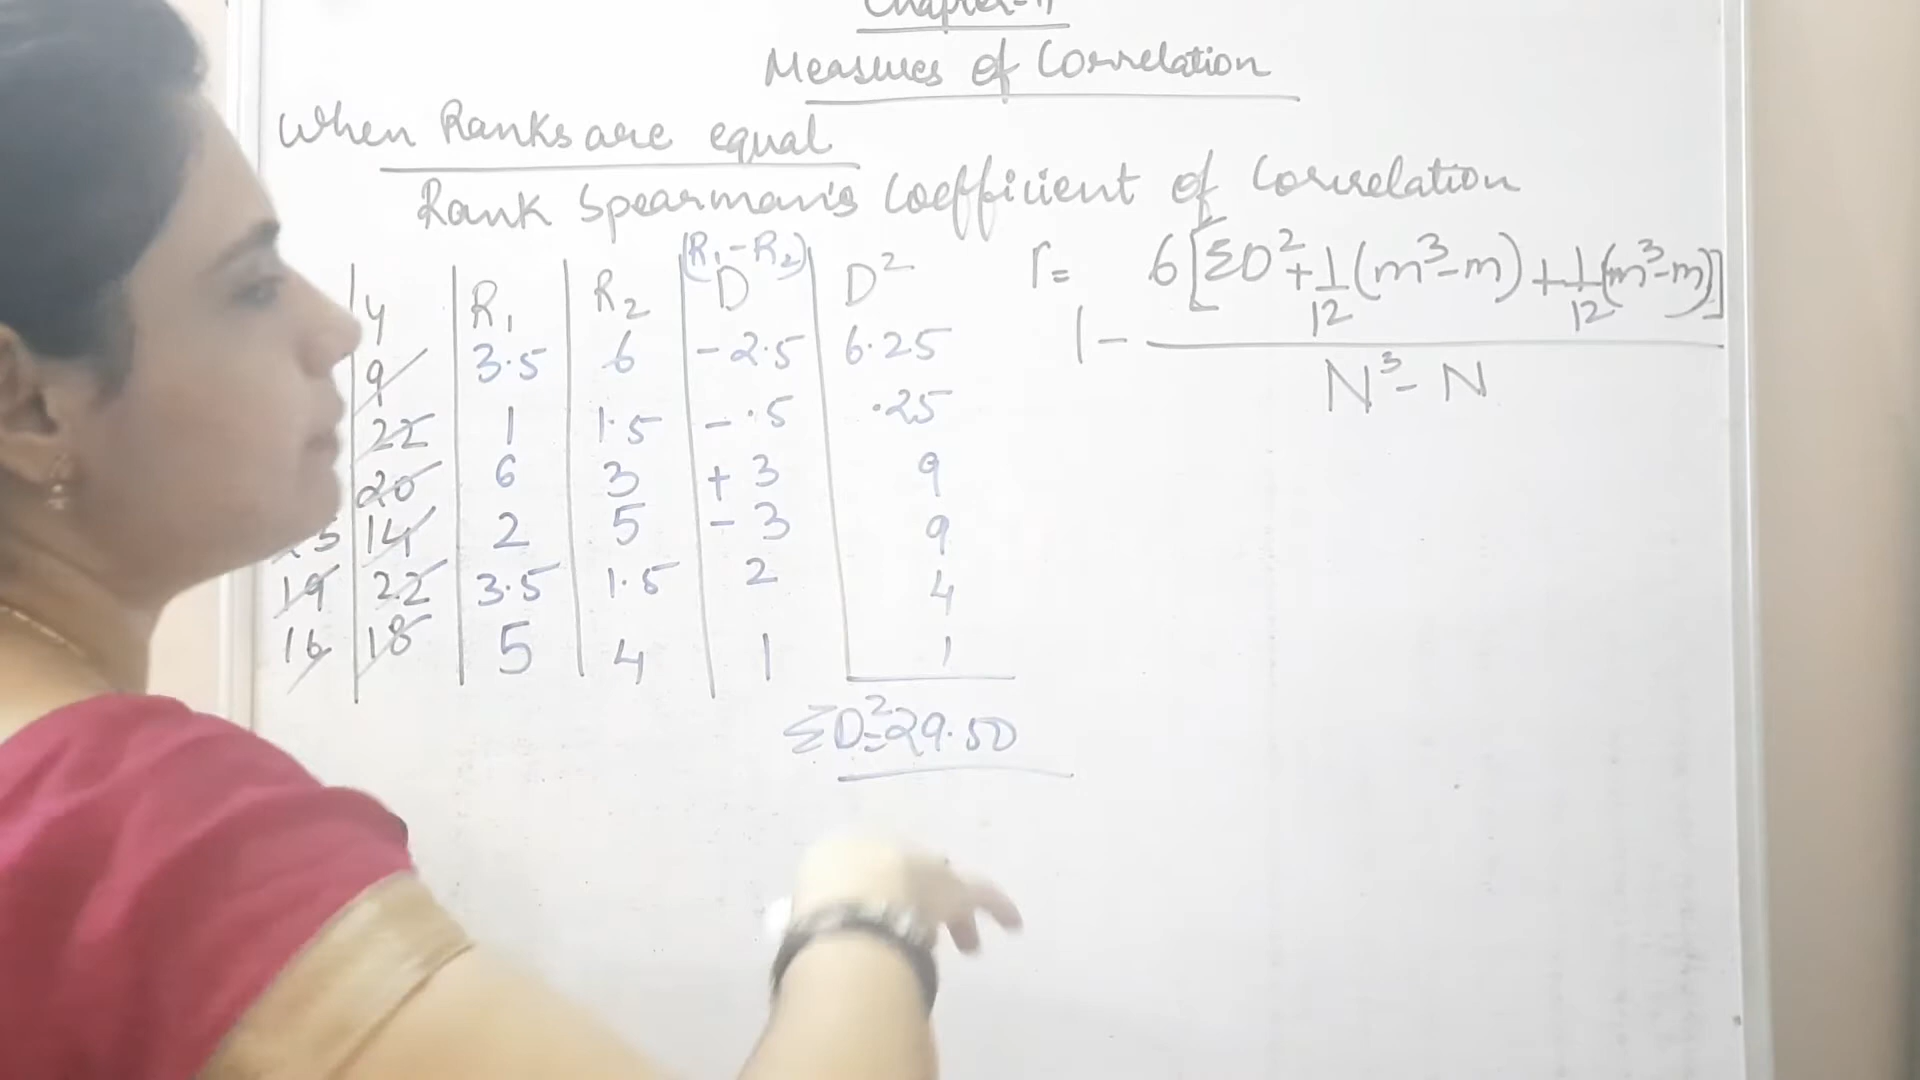 Measures of Correlation
When Ranks are equal
Rank Spearman's Coefficient of Correlation
y R₁ R₂ (R₁-R₂) D D²
9 3.5 6 -2.5 6.25
22 1 1.5 -.5 .25
20 6 3 +3 9
14 2 5 -3 9
19 22 3.5 1.5 2 4
16 18 5 4 1 1
ΣD²=29.50
r=
1 - 6[ΣD²+1/12(m³-m)+1/12(m³-m)]
N³-N